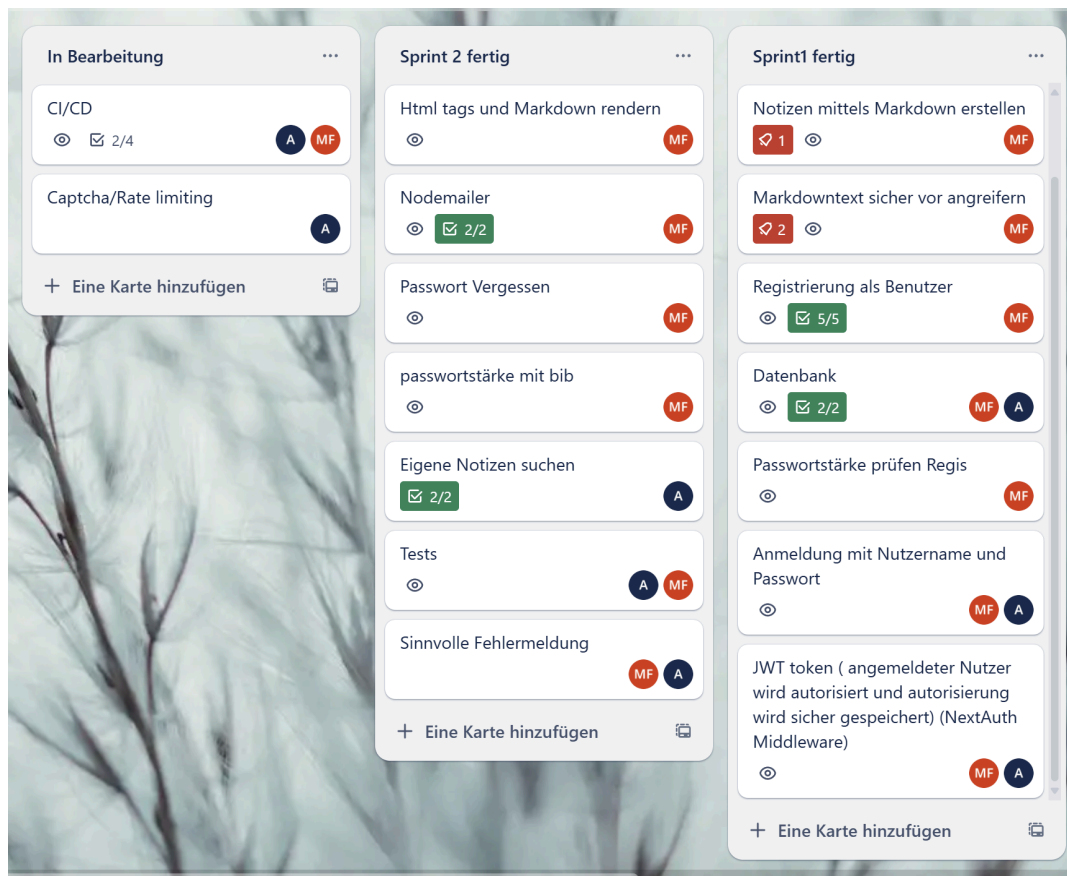 In Bearbeitung
CI/CD
2/4
A
MF
Captcha/Rate limiting
A
Eine Karte hinzufügen
Sprint 2 fertig
Html tags und Markdown rendern
MF
Nodemailer
2/2
MF
Passwort Vergessen
MF
passwortstärke mit bib
MF
Eigene Notizen suchen
2/2
A
Tests
A
MF
Sinnvolle Fehlermeldung
MF
A
Eine Karte hinzufügen
Sprint1 fertig
Notizen mittels Markdown erstellen
1
MF
Markdowntext sicher vor angreifern
2
MF
Registrierung als Benutzer
5/5
MF
Datenbank
2/2
MF
A
Passwortstärke prüfen Regis
MF
Anmeldung mit Nutzername und
Passwort
MF
A
JWT token ( angemeldeter Nutzer
wird autorisiert und autorisierung
wird sicher gespeichert) (NextAuth
Middleware)
MF
A
Eine Karte hinzufügen